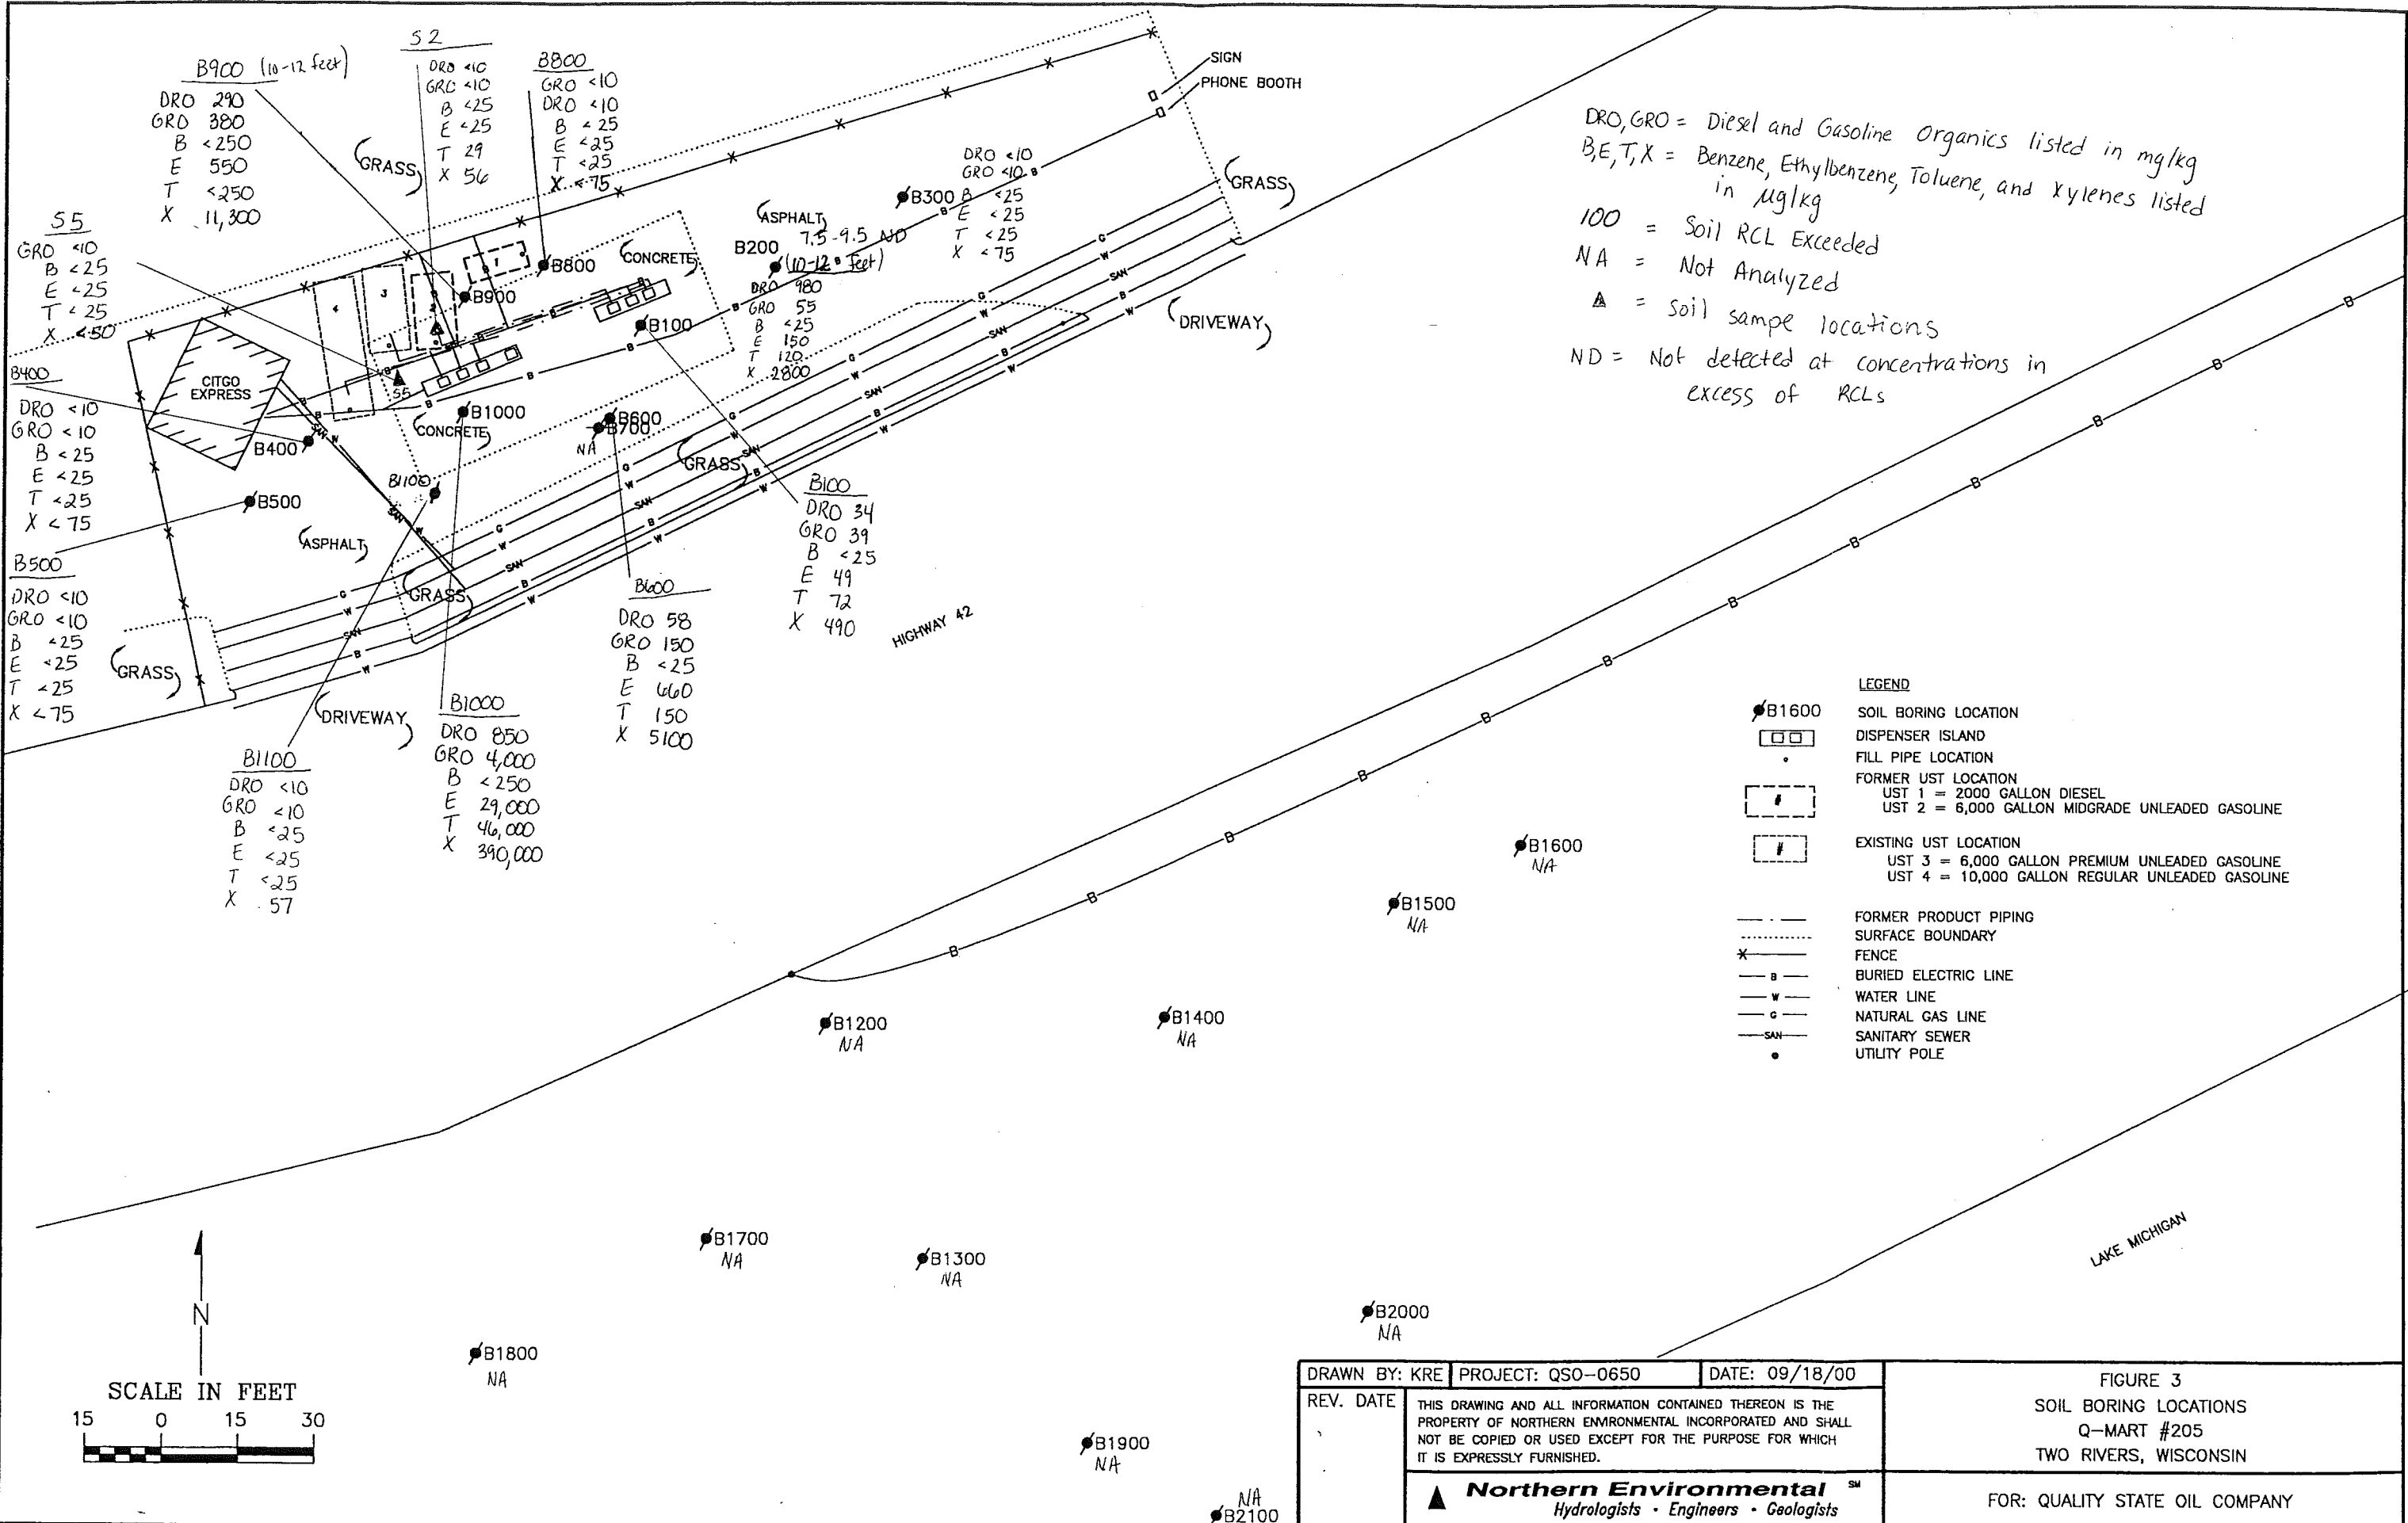 S2
DRO <10
GRO <10
B <25
E <25
T 29
X 56
B900 (10-12 feet)
DRO 290
GRO 380
B <250
E 550
T <250
X 11,300
B800
GRO <10
DRO <10
B <25
E <25
T <25
X <75
SIGN
PHONE BOOTH
DRO, GRO = Diesel and Gasoline Organics listed in mg/kg
B,E,T,X = Benzene, Ethylbenzene, Toluene, and Xylenes listed
in µg/kg
100 = Soil RCL Exceeded
NA = Not Analyzed
= soil sampe locations
ND = Not detected at concentrations in
excess of RCLs
S5
GRO <10
B <25
E <25
T <25
X <50
GRASS
DRO <10
GRO <10
B <25
E <25
T <25
X <75
B300
GRASS
ASPHALT
7.5-9.5 ND
B200
(10-12 feet)
DRO 980
GRO 55
B <25
E 150
T 120
X 2800
CONCRETE
B800
B900
B100
DRIVEWAY
1
2
3
4
S5
CITGO
EXPRESS
B400
DRO <10
GRO <10
B <25
E <25
T <25
X <75
B400
B1000
CONCRETE
B600
B700
NA
GRASS
B1100
B500
ASPHALT
B500
DRO <10
GRO <10
B <25
E <25
T <25
X <75
GRASS
GRASS
DRIVEWAY
B100
DRO 34
GRO 39
B <25
E 49
T 72
X 490
B600
DRO 58
GRO 150
B <25
E 660
T 150
X 5100
HIGHWAY 42
B1000
DRO 850
GRO 4,000
B <250
E 29,000
T 46,000
X 390,000
B1100
DRO <10
GRO <10
B <25
E <25
T <25
X 57
LEGEND
B1600 SOIL BORING LOCATION
DISPENSER ISLAND
FILL PIPE LOCATION
FORMER UST LOCATION
UST 1 = 2000 GALLON DIESEL
UST 2 = 6,000 GALLON MIDGRADE UNLEADED GASOLINE
EXISTING UST LOCATION
UST 3 = 6,000 GALLON PREMIUM UNLEADED GASOLINE
UST 4 = 10,000 GALLON REGULAR UNLEADED GASOLINE
FORMER PRODUCT PIPING
SURFACE BOUNDARY
X FENCE
B BURIED ELECTRIC LINE
W WATER LINE
G NATURAL GAS LINE
SAN SANITARY SEWER
UTILITY POLE
B1600
NA
B1500
NA
B1200
NA
B1400
NA
B1700
NA
B1300
NA
B2000
NA
B1800
NA
B1900
NA
NA
B2100
LAKE MICHIGAN
N
SCALE IN FEET
15 0 15 30
DRAWN BY: KRE PROJECT: QSO-0650 DATE: 09/18/00
REV. DATE
THIS DRAWING AND ALL INFORMATION CONTAINED THEREON IS THE
PROPERTY OF NORTHERN ENVIRONMENTAL INCORPORATED AND SHALL
NOT BE COPIED OR USED EXCEPT FOR THE PURPOSE FOR WHICH
IT IS EXPRESSLY FURNISHED.
Northern Environmental SM
Hydrologists · Engineers · Geologists
FIGURE 3
SOIL BORING LOCATIONS
Q-MART #205
TWO RIVERS, WISCONSIN
FOR: QUALITY STATE OIL COMPANY